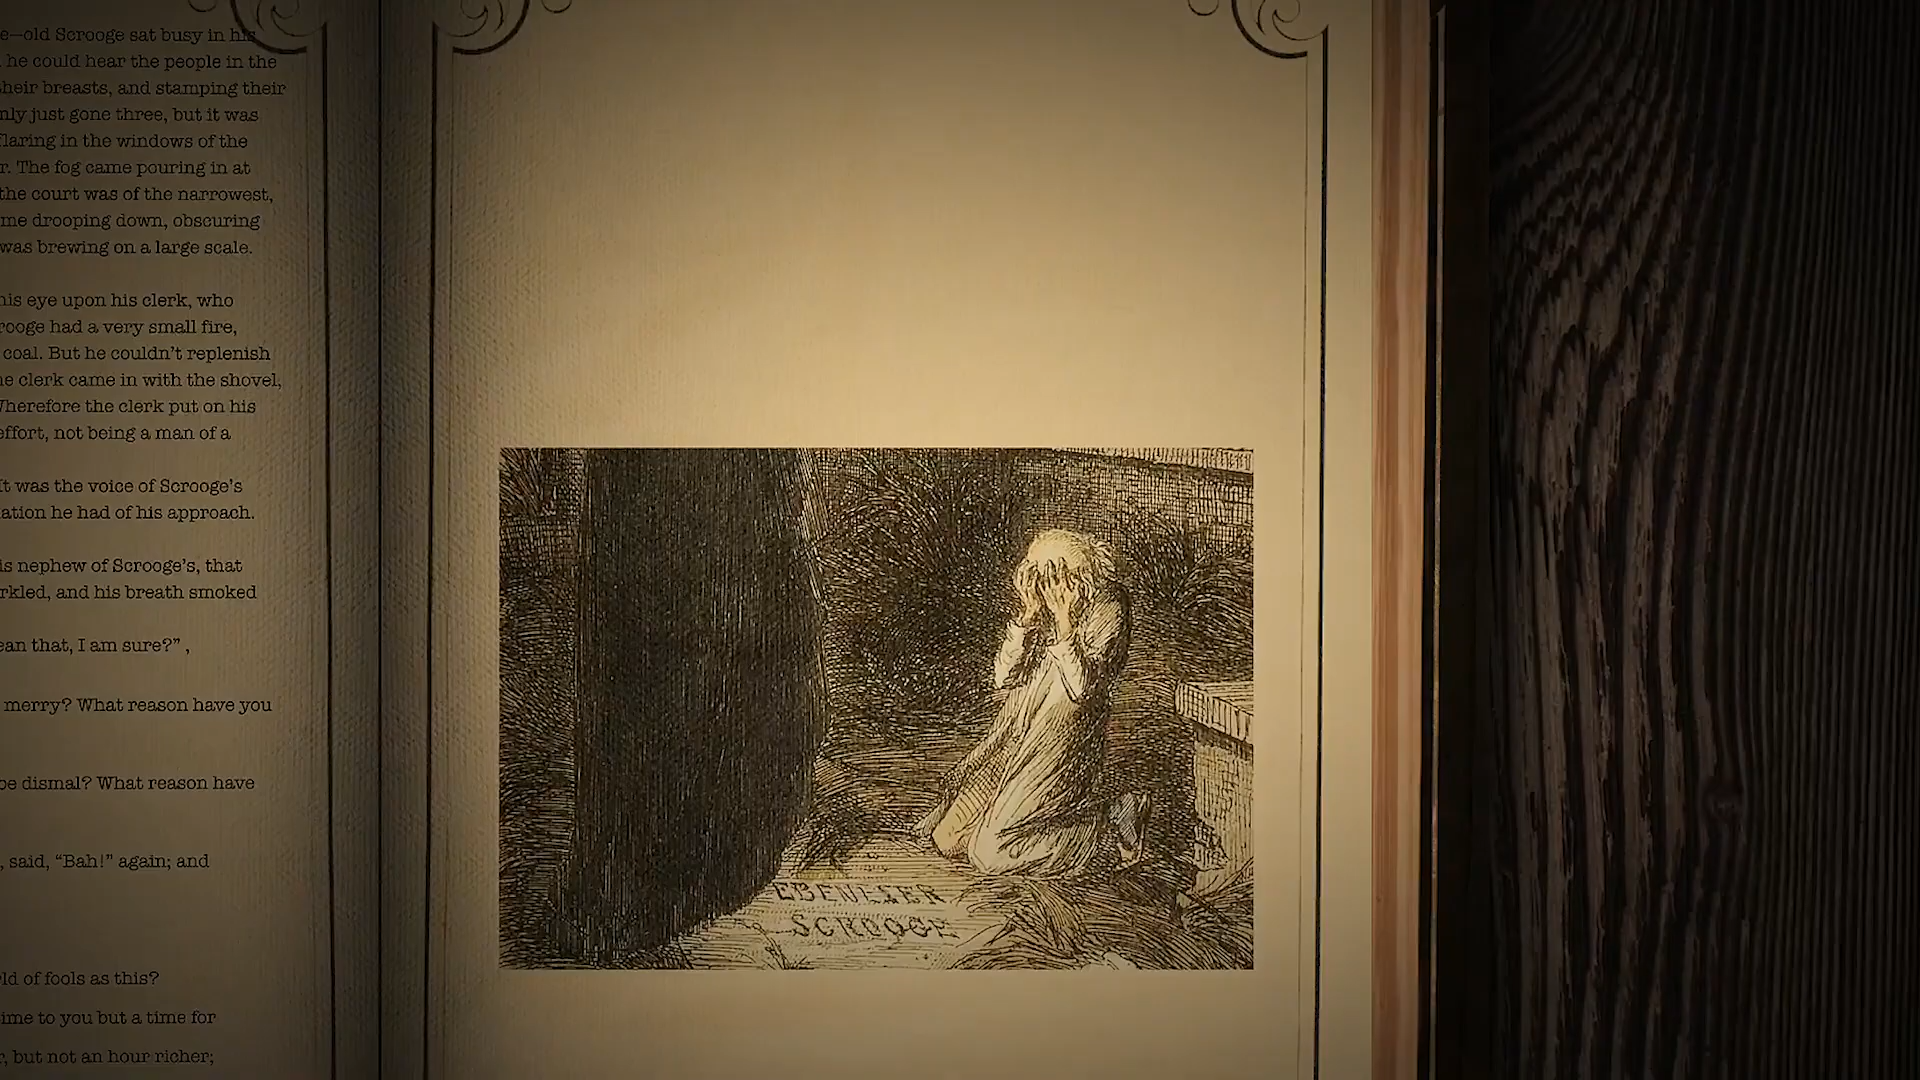 e—old Scrooge sat busy in his
he could hear the people in the
their breasts, and stamping their
only just gone three, but it was
flaring in the windows of the
r. The fog came pouring in at
the court was of the narrowest,
me drooping down, obscuring
was brewing on a large scale.
his eye upon his clerk, who
rooge had a very small fire,
coal. But he couldn't replenish
he clerk came in with the shovel,
Wherefore the clerk put on his
effort, not being a man of a
It was the voice of Scrooge's
ation he had of his approach.
is nephew of Scrooge's, that
rkled, and his breath smoked
ean that, I am sure?" ,
merry? What reason have you
be dismal? What reason have
, said, "Bah!" again; and
ld of fools as this?
ime to you but a time for
r, but not an hour richer;
EBENEZER
SCROOGE